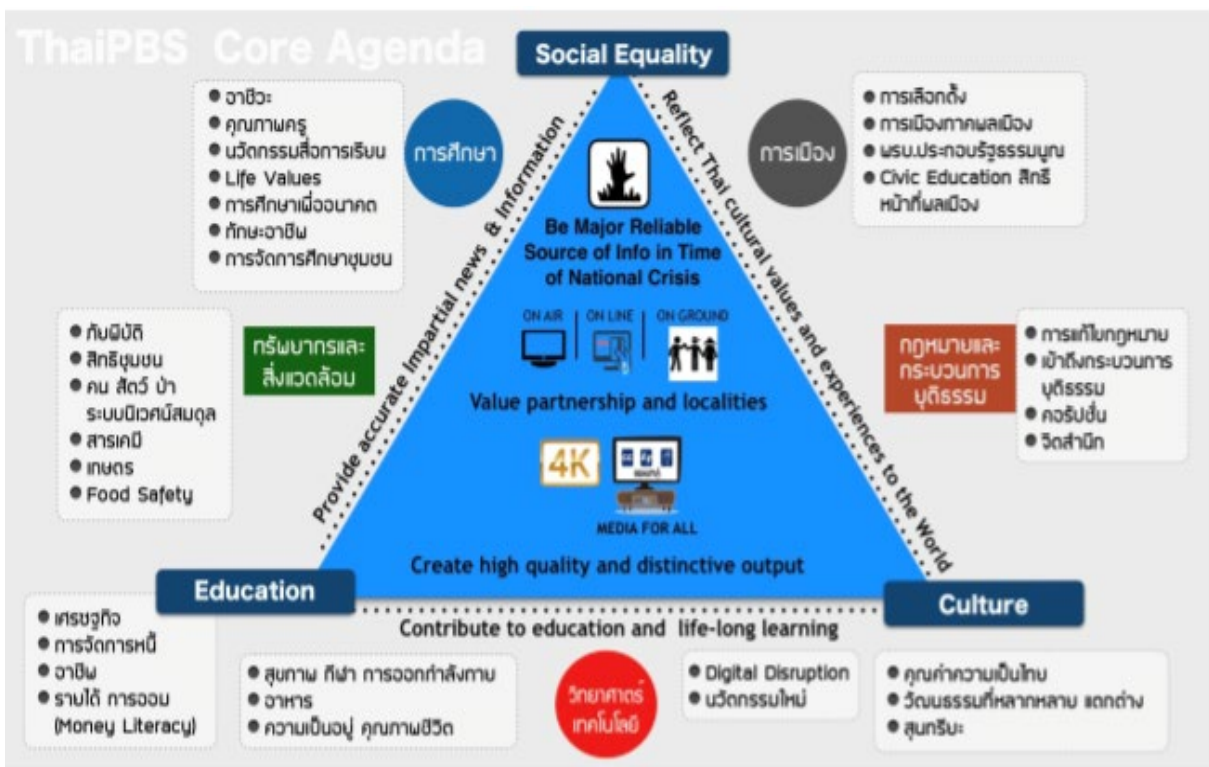 ThaiPBS Core Agenda
Social Equality
อาชีวะ
คุณภาพครู
นวัตกรรมสื่อการเรียน
Life Values
การศึกษาเพื่ออนาคต
ทักษะอาชีพ
การจัดการศึกษาชุมชน
การศึกษา
การเมือง
การเลือกตั้ง
การเมืองภาคพลเมือง
พรบ.ประกอบรัฐธรรมนูญ
Civic Education สิทธิ
หน้าที่พลเมือง
Provide accurate Impartial news & Information
Reflect Thai cultural values and experiences to the World
Be Major Reliable
Source of Info in Time
of National Crisis
ON AIR
ON LINE
ON GROUND
Value partnership and localities
4K
MEDIA FOR ALL
Create high quality and distinctive output
ภัยพิบัติ
สิทธิชุมชน
คน สัตว์ ป่า
ระบบนิเวศน์สมดุล
สารเคมี
เกษตร
Food Safety
ทรัพยากรและ
สิ่งแวดล้อม
กฎหมายและ
กระบวนการ
ยุติธรรม
การแก้ไขกฎหมาย
เข้าถึงกระบวนการ
ยุติธรรม
คอรัปชั่น
จิตสำนึก
Education
Culture
Contribute to education and life-long learning
เศรษฐกิจ
การจัดการหนี้
อาชีพ
รายได้ การออม
(Money Literacy)
สุขภาพ กีฬา การออกกำลังกาย
อาหาร
ความเป็นอยู่ คุณภาพชีวิต
วิทยาศาตร์
เทคโนโลยี
Digital Disruption
นวัตกรรมใหม่
คุณค่าความเป็นไทย
วัฒนธรรมที่หลากหลาย แตกต่าง
สุนทรียะ